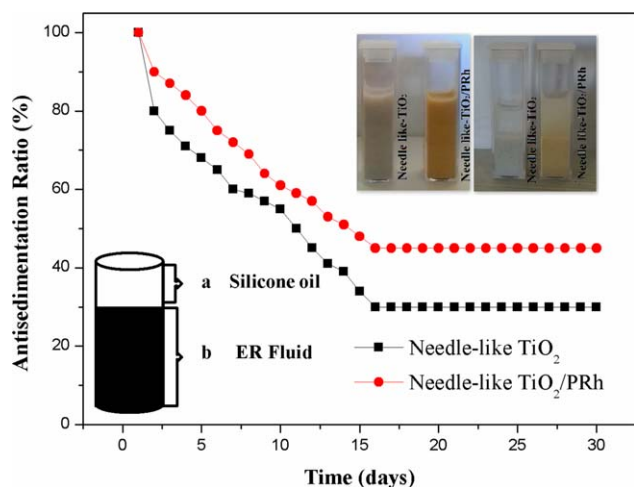 Antisedimentation Ratio (%)
100
80
60
40
20
0
Needle like-TiO₂
Needle like-TiO₂/PRh
Needle like-TiO₂
Needle like-TiO₂/PRh
a Silicone oil
b ER Fluid
Needle-like TiO₂
Needle-like TiO₂/PRh
0 5 10 15 20 25 30
Time (days)